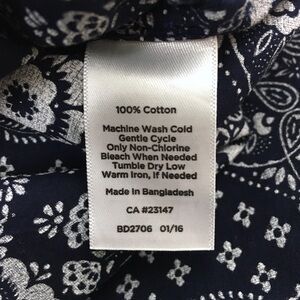 100% Cotton
Machine Wash Cold
Gentle Cycle
Only Non-Chlorine
Bleach When Needed
Tumble Dry Low
Warm Iron, If Needed
Made in Bangladesh
CA #23147
BD2706 01/16